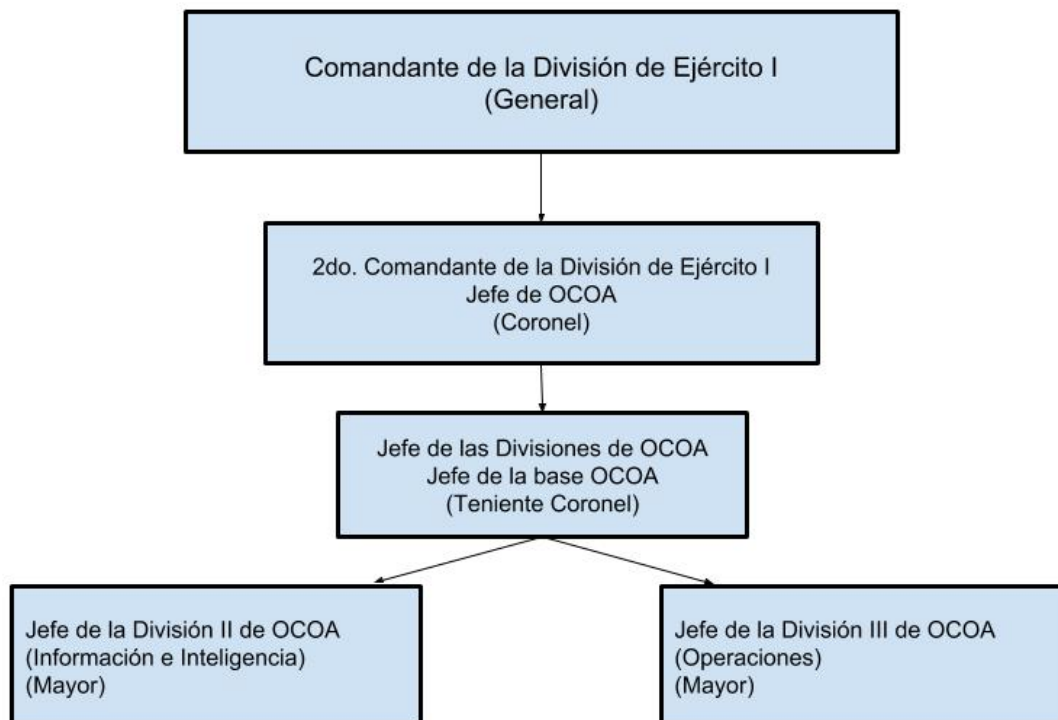 Comandante de la División de Ejército I
(General)
2do. Comandante de la División de Ejército I
Jefe de OCOA
(Coronel)
Jefe de las Divisiones de OCOA
Jefe de la base OCOA
(Teniente Coronel)
Jefe de la División II de OCOA
(Información e Inteligencia)
(Mayor)
Jefe de la División III de OCOA
(Operaciones)
(Mayor)